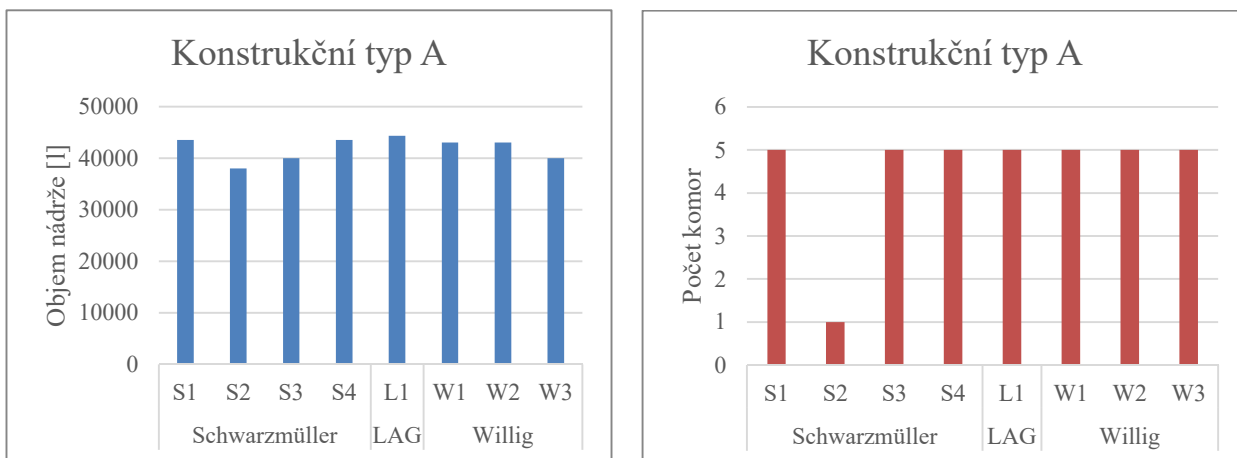 Konstrukční typ A
Objem nádrže [l]
50000
40000
30000
20000
10000
0
S1 S2 S3 S4 L1 W1 W2 W3
Schwarzmüller LAG Willig
Konstrukční typ A
Počet komor
6
5
4
3
2
1
0
S1 S2 S3 S4 L1 W1 W2 W3
Schwarzmüller LAG Willig